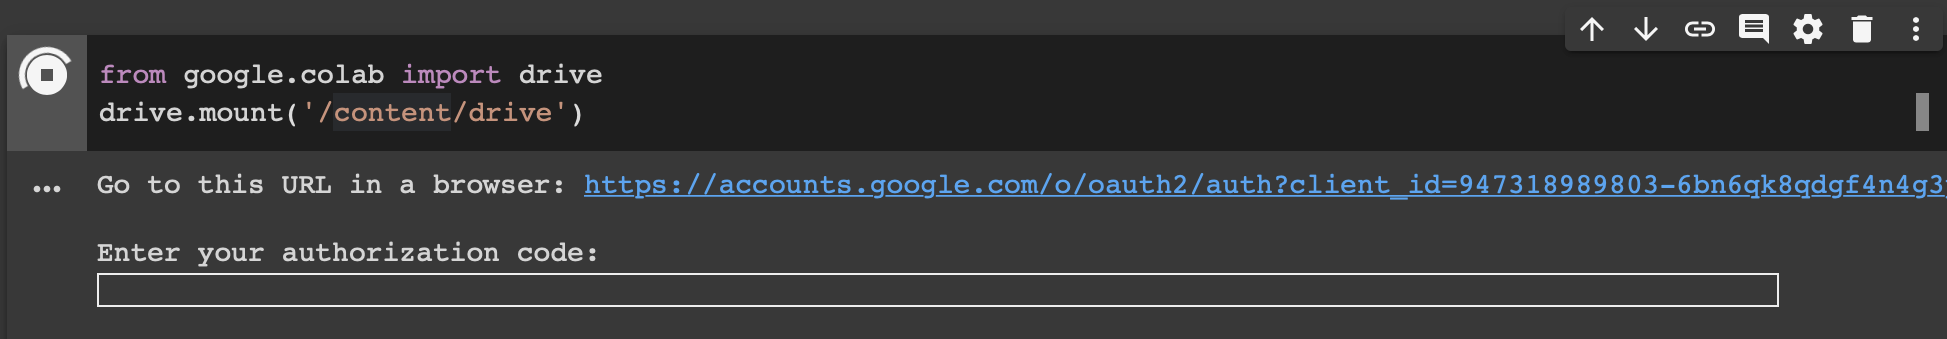 from google.colab import drive
drive.mount('/content/drive')
Go to this URL in a browser: https://accounts.google.com/o/oauth2/auth?client_id=947318989803-6bn6qk8qdgf4n4g3
Enter your authorization code: